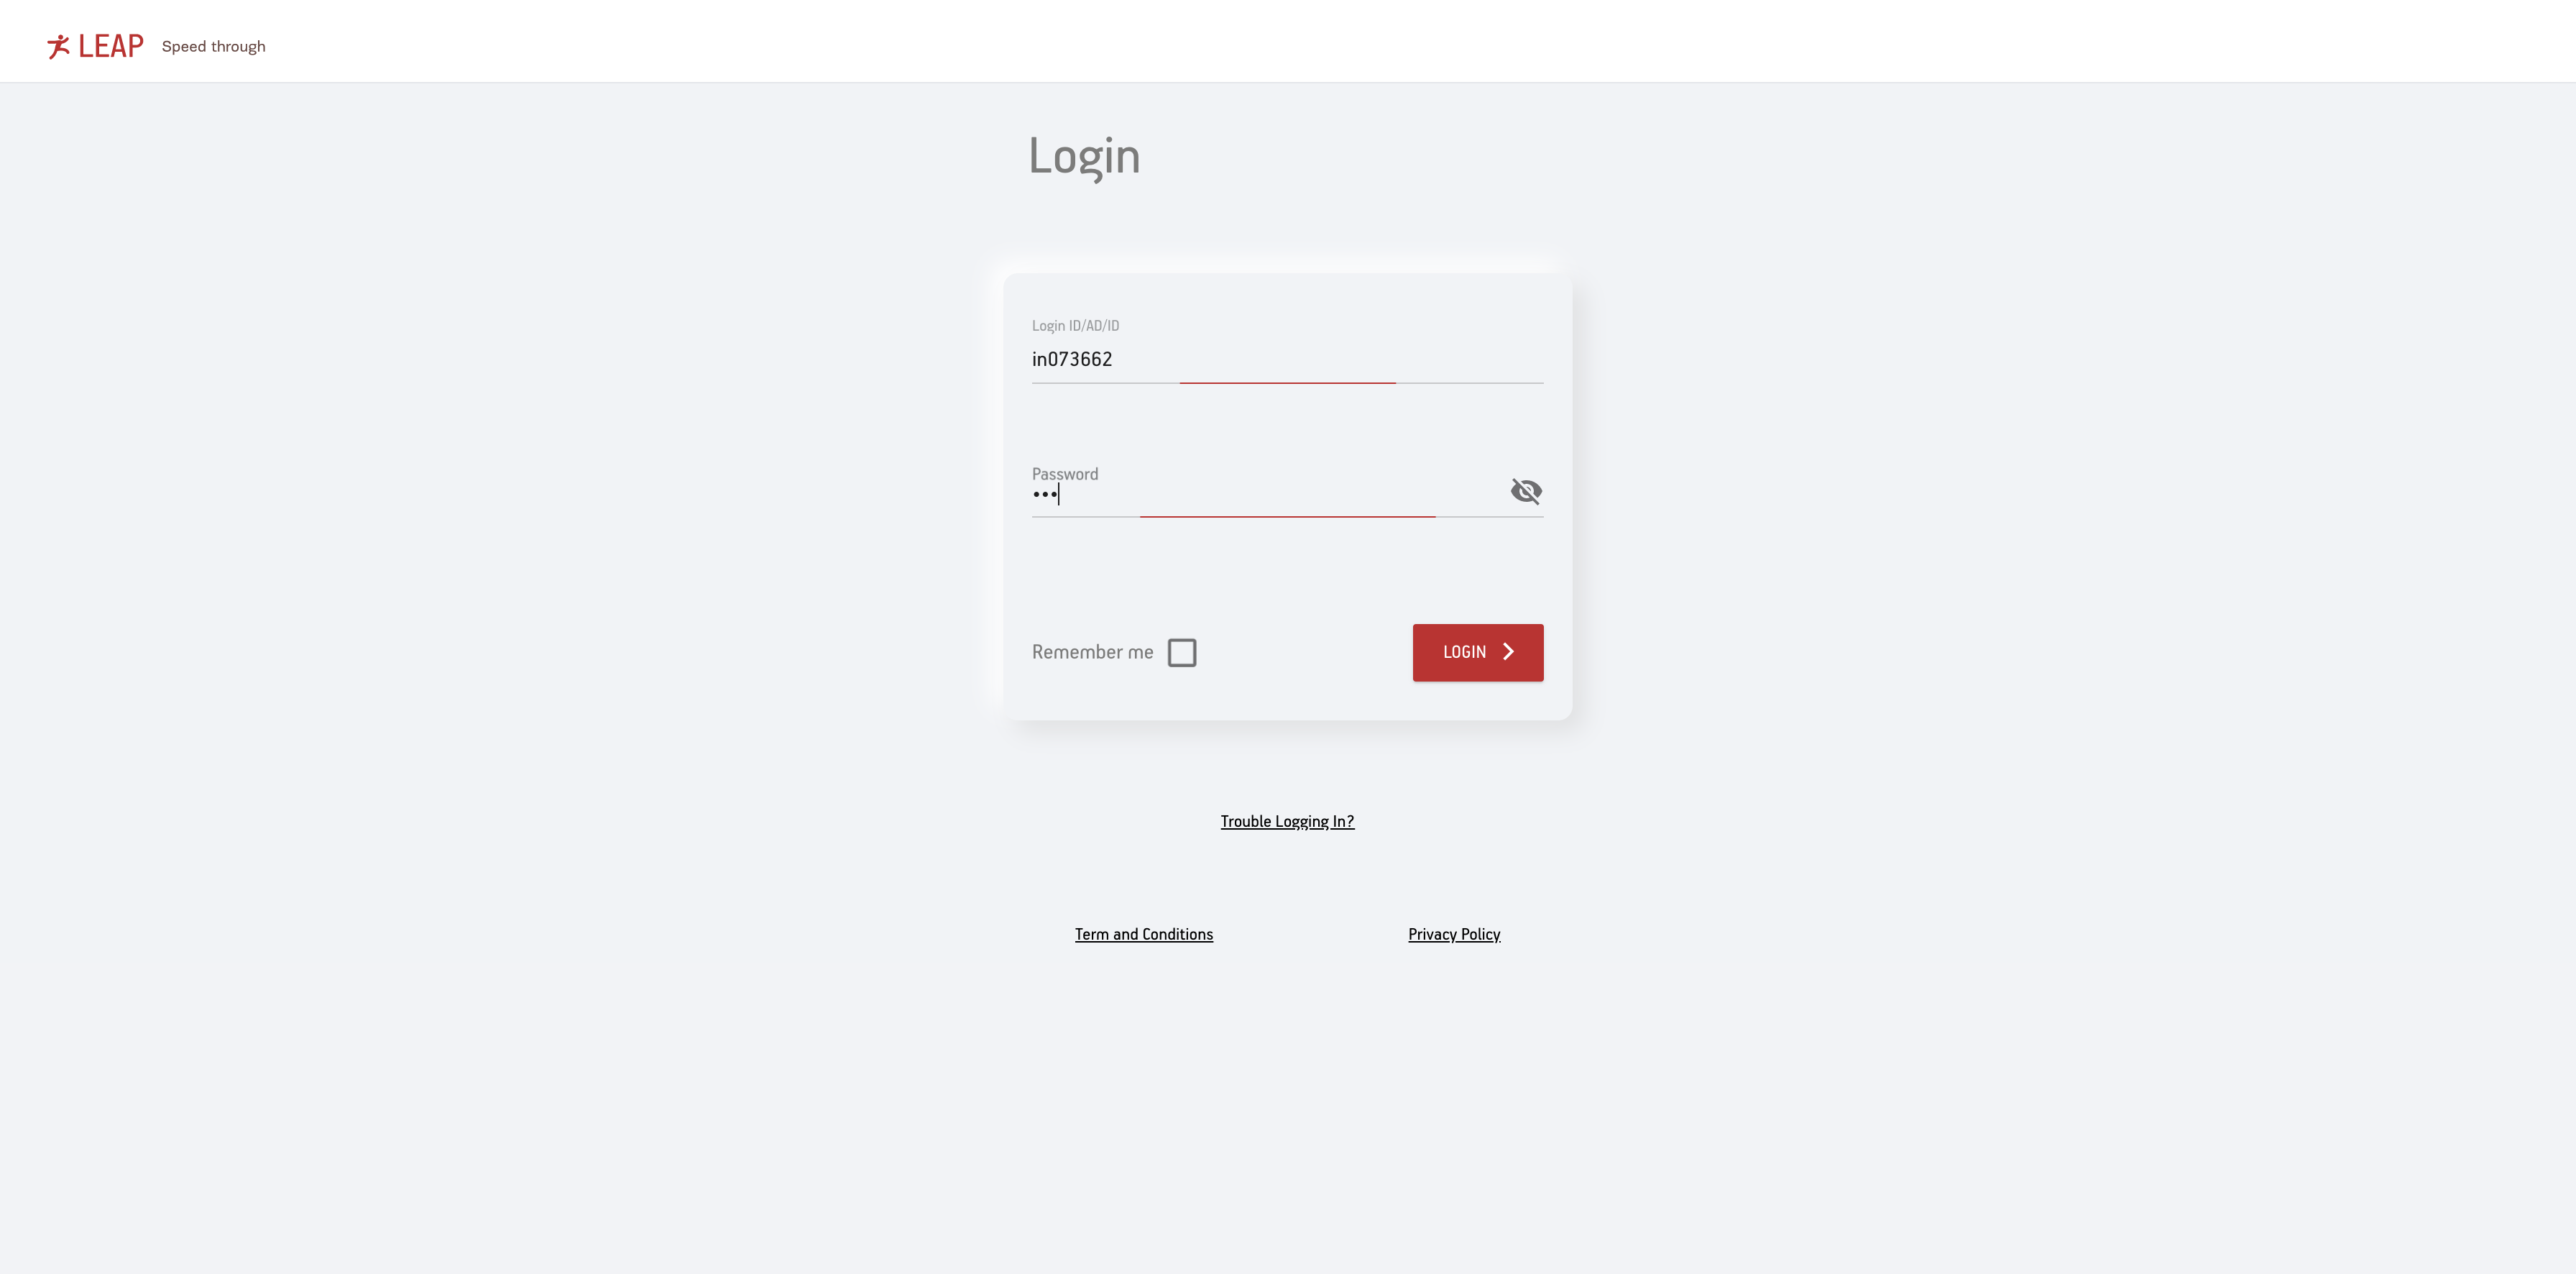 LEAP Speed through
Login
Login ID/AD/ID
in073662
Password
•••
Remember me
LOGIN
Trouble Logging In?
Term and Conditions
Privacy Policy